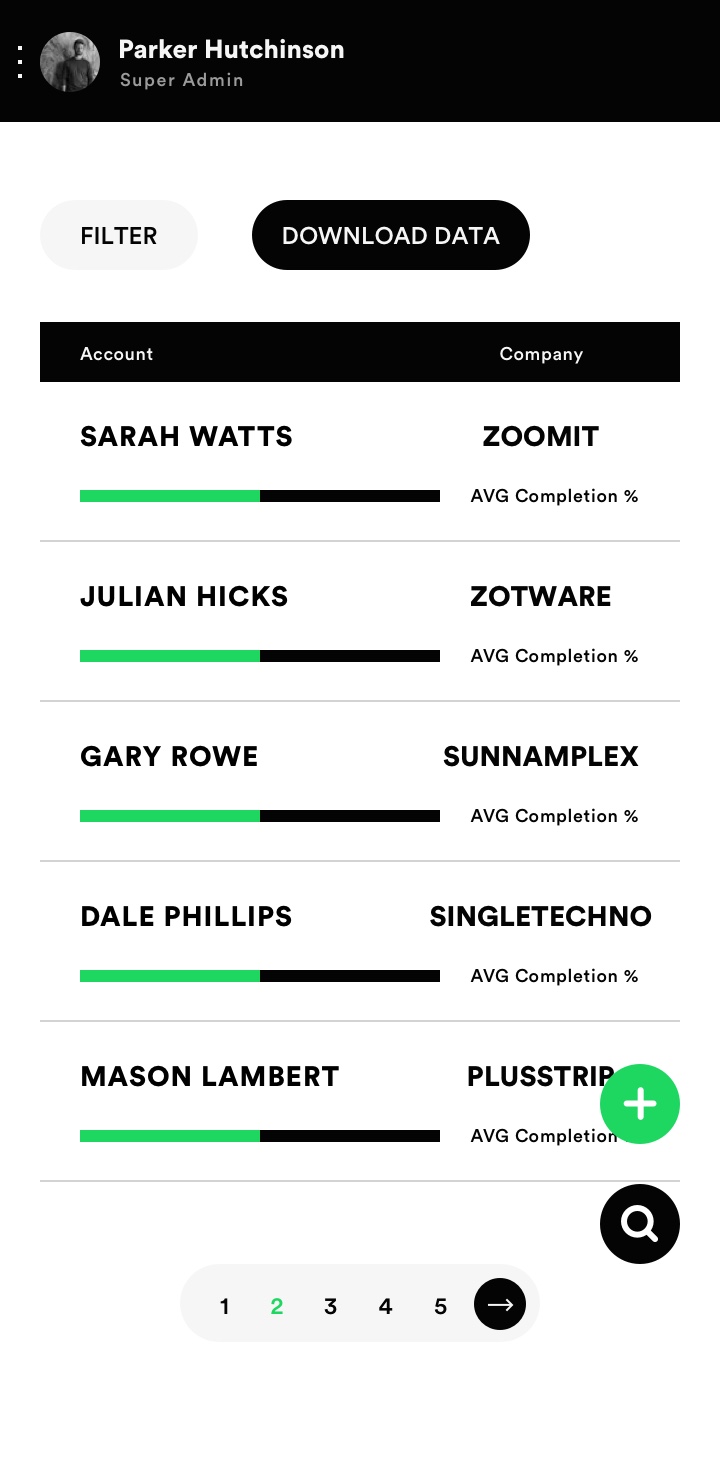 Parker Hutchinson
Super Admin
FILTER
DOWNLOAD DATA
Account
Company
SARAH WATTS
ZOOMIT
AVG Completion %
JULIAN HICKS
ZOTWARE
AVG Completion %
GARY ROWE
SUNNAMPLEX
AVG Completion %
DALE PHILLIPS
SINGLETECHNO
AVG Completion %
MASON LAMBERT
PLUSSTRIP
AVG Completion
1 2 3 4 5